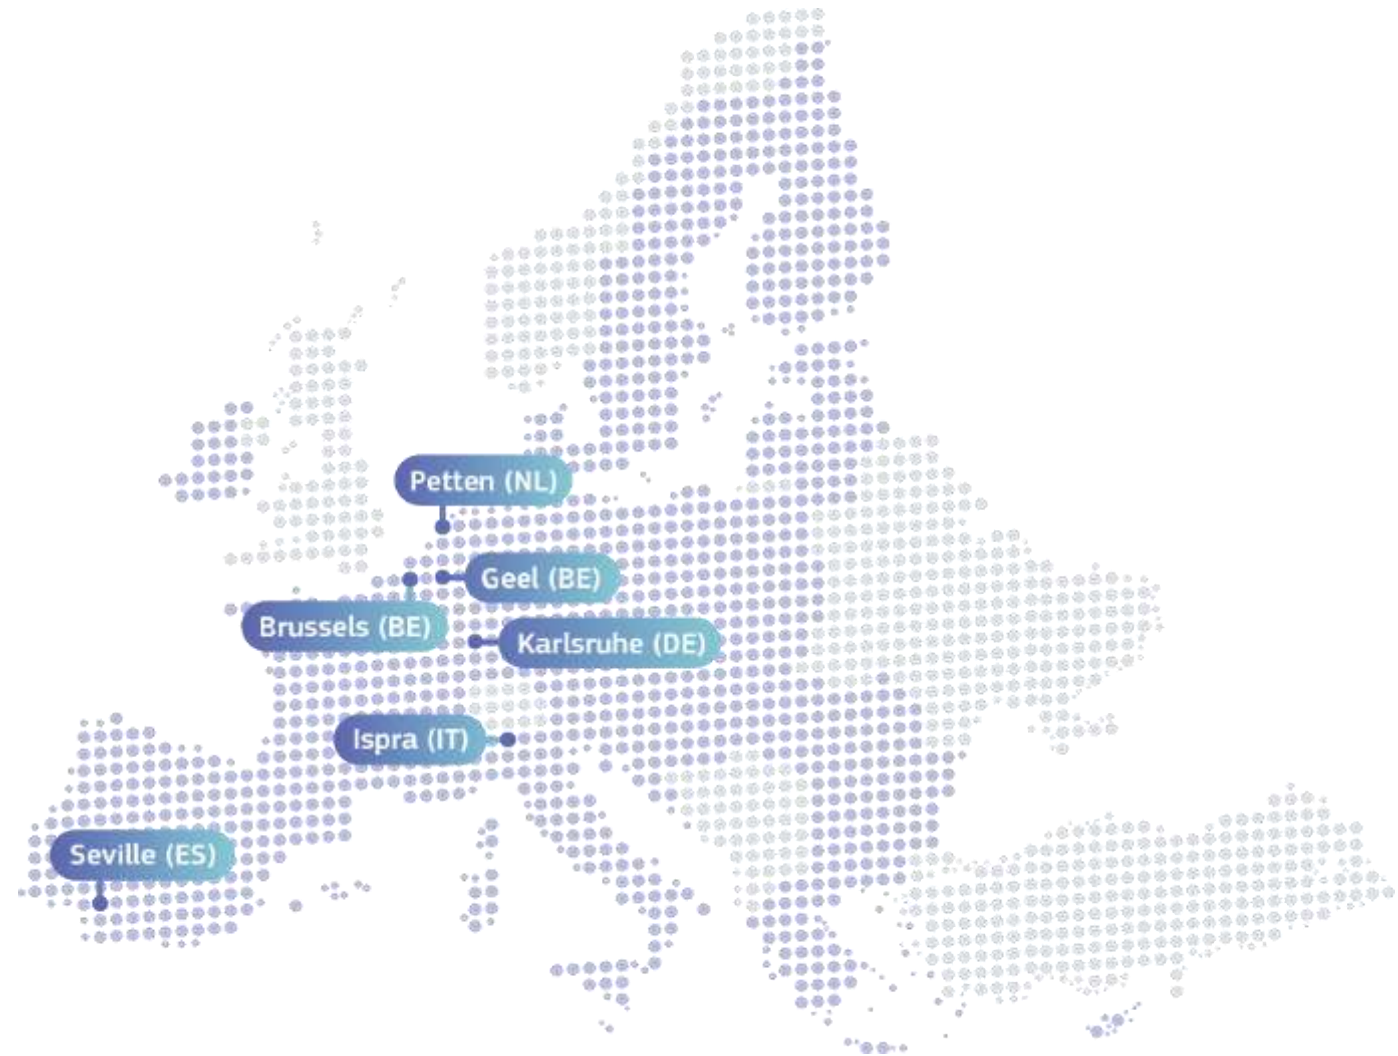 Petten (NL)
Geel (BE)
Brussels (BE)
Karlsruhe (DE)
Ispra (IT)
Seville (ES)